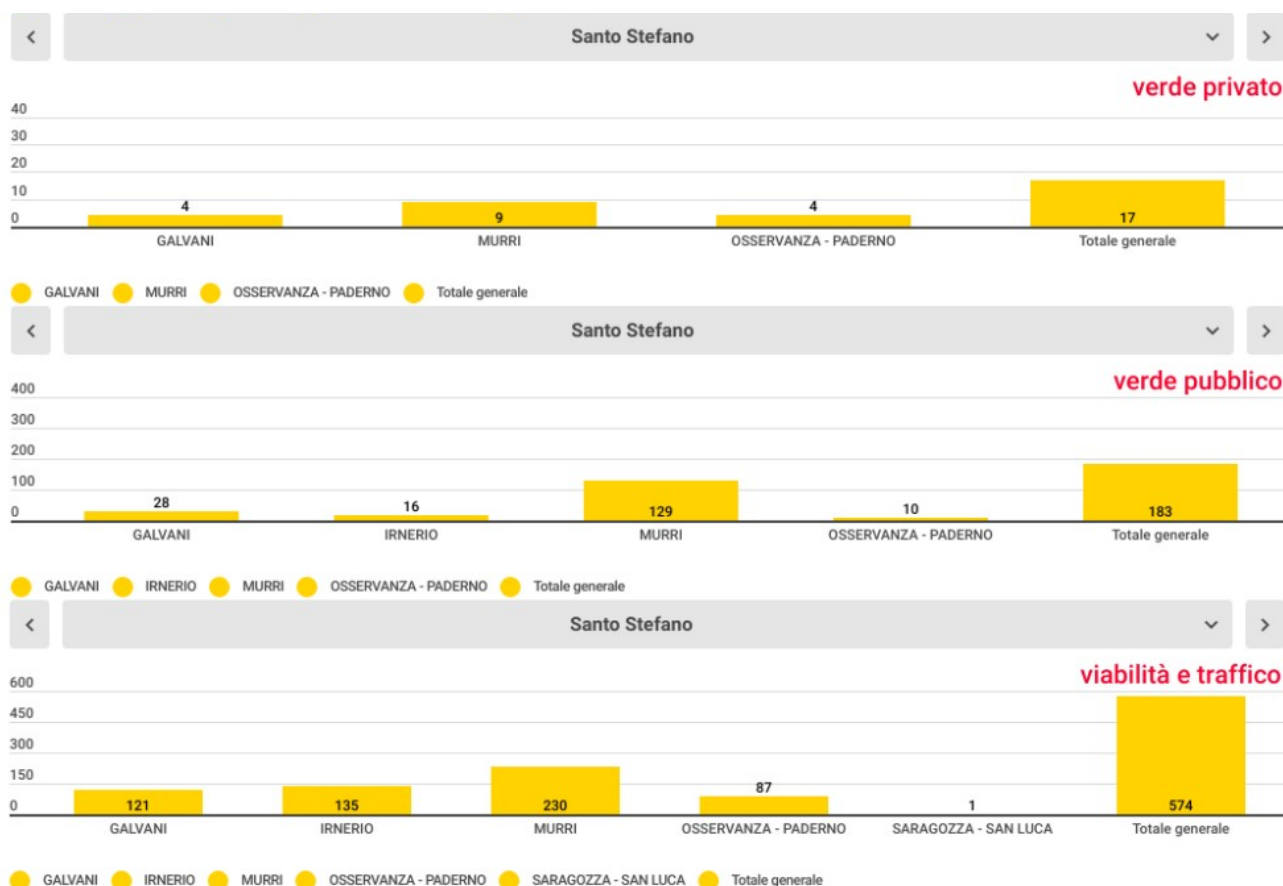 Santo Stefano
verde privato
40
30
20
10
0
4
9
4
17
GALVANI
MURRI
OSSERVANZA - PADERNO
Totale generale
GALVANI MURRI OSSERVANZA - PADERNO Totale generale
Santo Stefano
verde pubblico
400
300
200
100
0
28
16
129
10
183
GALVANI
IRNERIO
MURRI
OSSERVANZA - PADERNO
Totale generale
GALVANI IRNERIO MURRI OSSERVANZA - PADERNO Totale generale
Santo Stefano
viabilità e traffico
600
450
300
150
0
121
135
230
87
1
574
GALVANI
IRNERIO
MURRI
OSSERVANZA - PADERNO
SARAGOZZA - SAN LUCA
Totale generale
GALVANI IRNERIO MURRI OSSERVANZA - PADERNO SARAGOZZA - SAN LUCA Totale generale